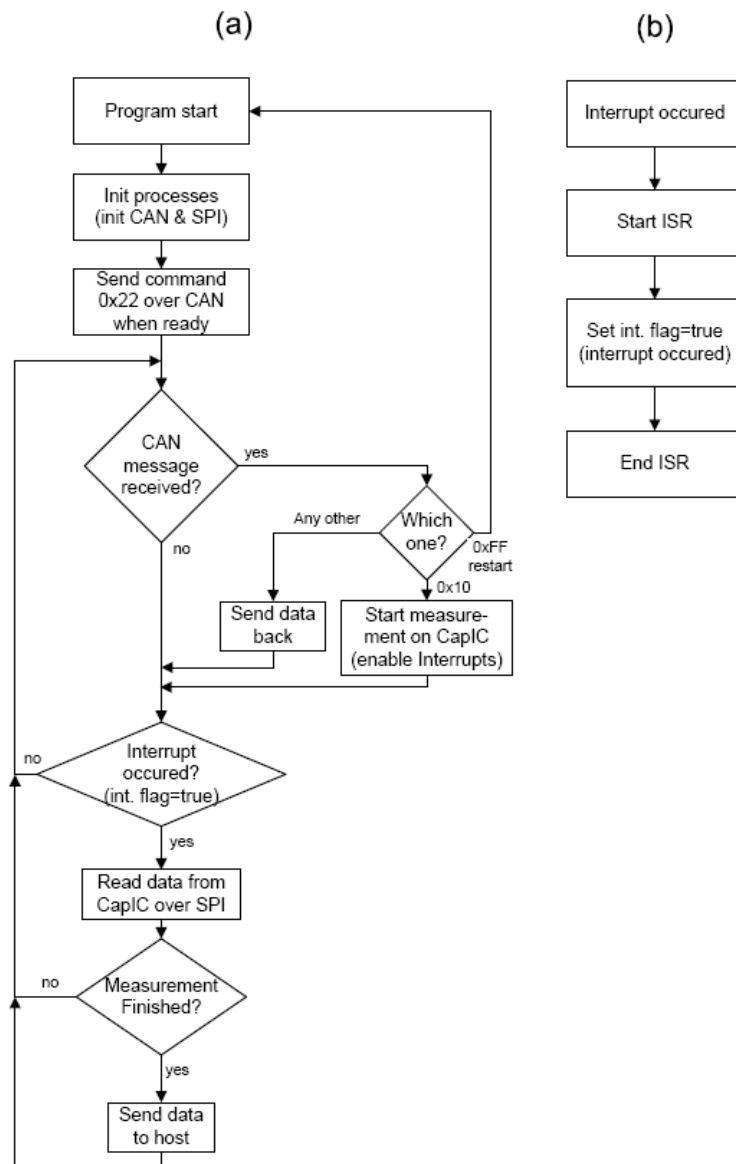 (a)
Program start
Init processes
(init CAN & SPI)
Send command
0x22 over CAN
when ready
CAN
message
received?
yes
no
Which
one?
Any other
0xFF
restart
0x10
Send data
back
Start measure-
ment on CapIC
(enable Interrupts)
Interrupt
occured?
(int. flag=true)
no
yes
Read data from
CapIC over SPI
Measurement
Finished?
no
yes
Send data
to host
(b)
Interrupt occured
Start ISR
Set int. flag=true
(interrupt occured)
End ISR